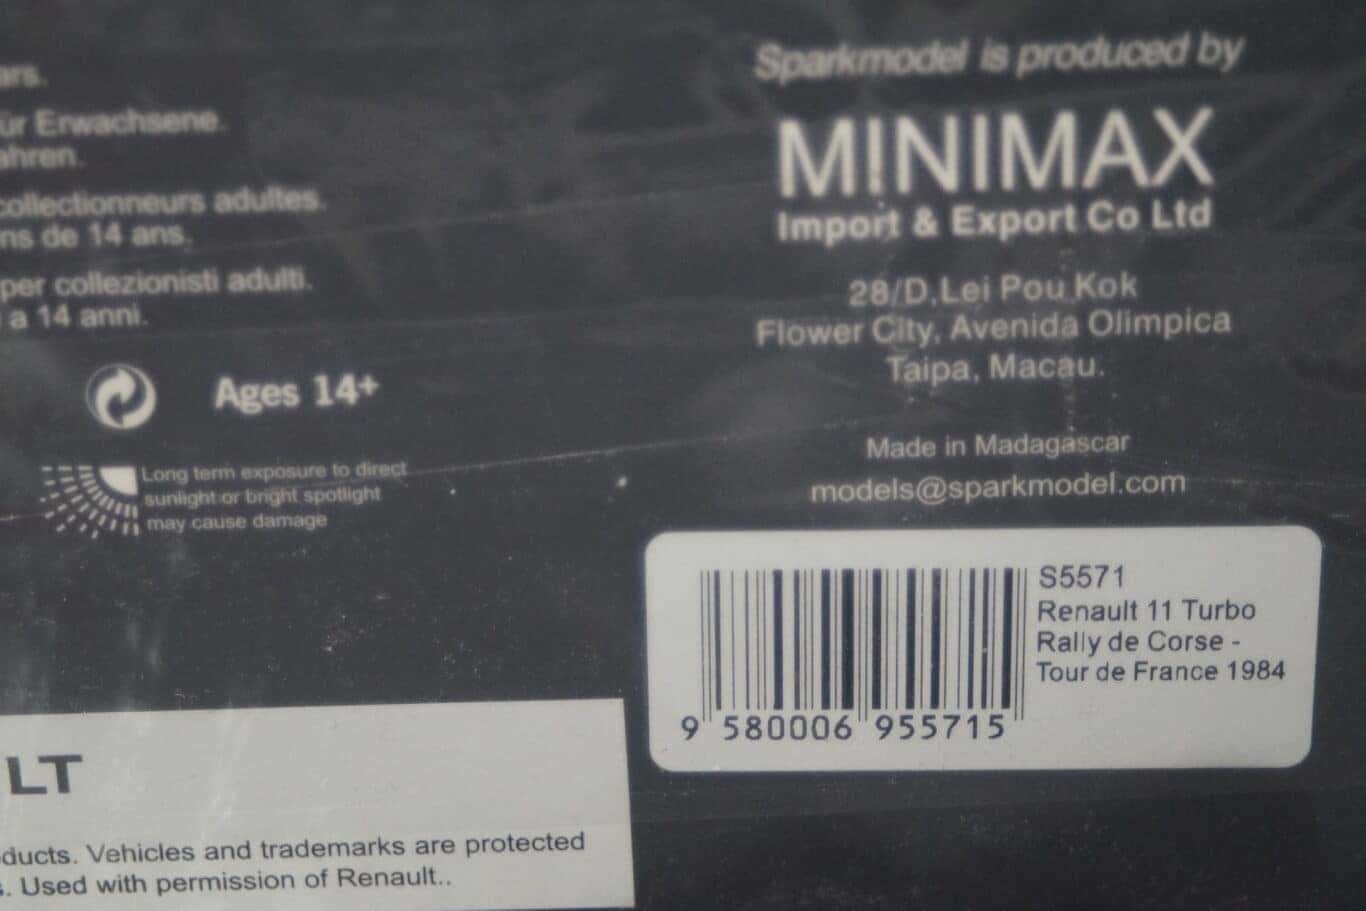 ars.
ür Erwachsene.
ahren.
collectionneurs adultes.
ns de 14 ans.
per collezionisti adulti.
a 14 anni.
Ages 14+
Long term exposure to direct
sunlight or bright spotlight
may cause damage
Sparkmodel is produced by
MINIMAX
Import & Export Co Ltd
28/D,Lei Pou Kok
Flower City, Avenida Olimpica
Taipa, Macau.
Made in Madagascar
models@sparkmodel.com
S5571
Renault 11 Turbo
Rally de Corse -
Tour de France 1984
9 580006 955715
LT
ducts. Vehicles and trademarks are protected
s. Used with permission of Renault..